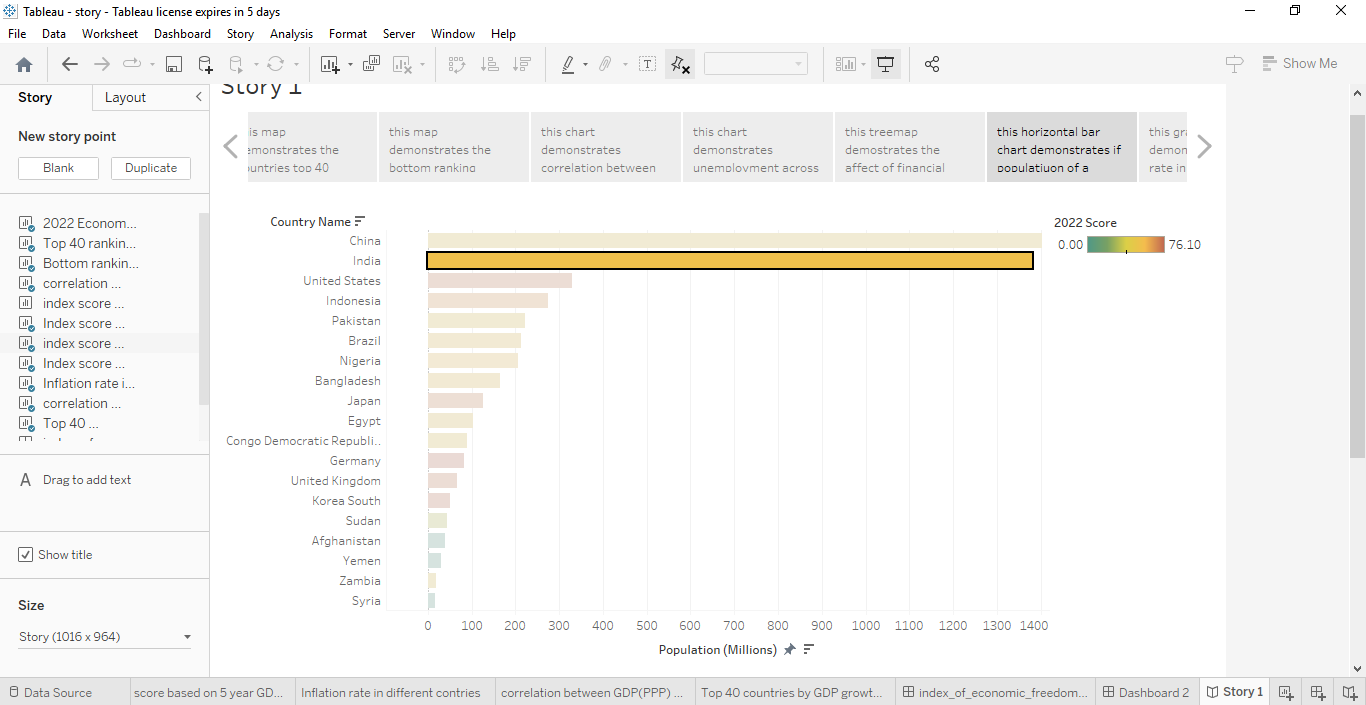 Tableau - story - Tableau license expires in 5 days
File Data Worksheet Dashboard Story Analysis Format Server Window Help
Show Me
Story Layout
New story point
Blank Duplicate
2022 Econom...
Top 40 rankin...
Bottom rankin...
correlation ...
index score ...
Index score ...
index score ...
Index score ...
Inflation rate i...
correlation ...
Top 40 ...
A Drag to add text
Show title
Size
Story (1016 x 964)
Story 1
is map
emonstrates the
untries top 40
this map
demonstrates the
bottom ranking
this chart
demonstrates
correlation between
this chart
demonstrates
unemployment across
this treemap
demostrates the
affect of financial
this horizontal bar
chart demonstrates if
populatiuon of a
this gra
demon
rate in
Country Name
China
India
United States
Indonesia
Pakistan
Brazil
Nigeria
Bangladesh
Japan
Egypt
Congo Democratic Republi..
Germany
United Kingdom
Korea South
Sudan
Afghanistan
Yemen
Zambia
Syria
0 100 200 300 400 500 600 700 800 900 1000 1100 1200 1300 1400
Population (Millions)
2022 Score
0.00 76.10
Data Source score based on 5 year GD... Inflation rate in different contries correlation between GDP(PPP) ... Top 40 countries by GDP growt... index_of_economic_freedom... Dashboard 2 Story 1